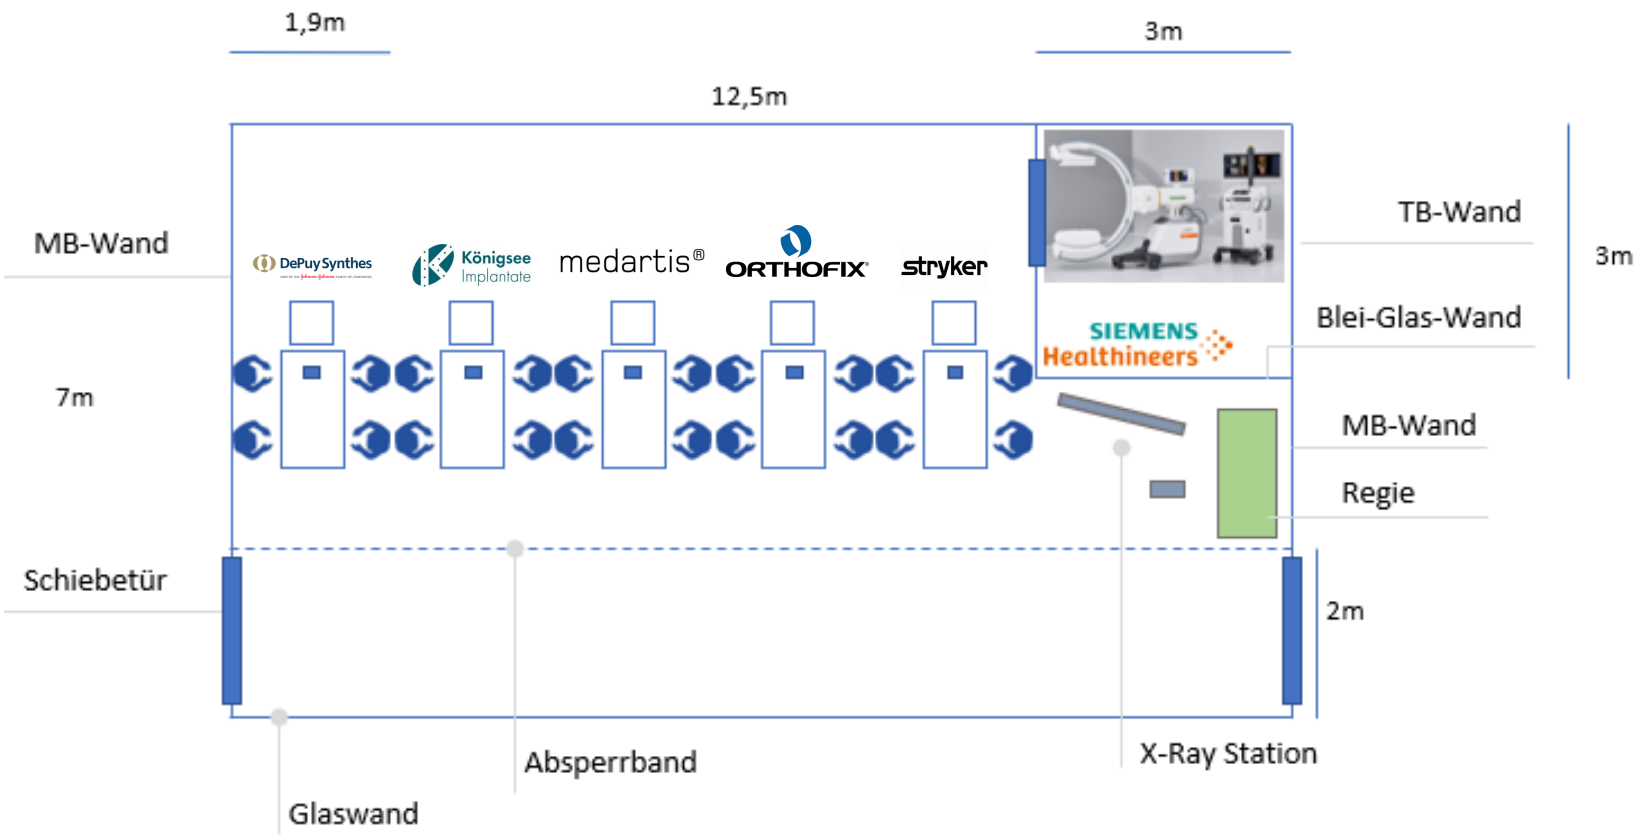 1,9m
3m
12,5m
MB-Wand
TB-Wand
3m
DePuy Synthes
Königsee
Implantate
medartis®
ORTHOFIX®
stryker
Blei-Glas-Wand
SIEMENS
Healthineers
7m
MB-Wand
Regie
Schiebetür
2m
X-Ray Station
Absperrband
Glaswand